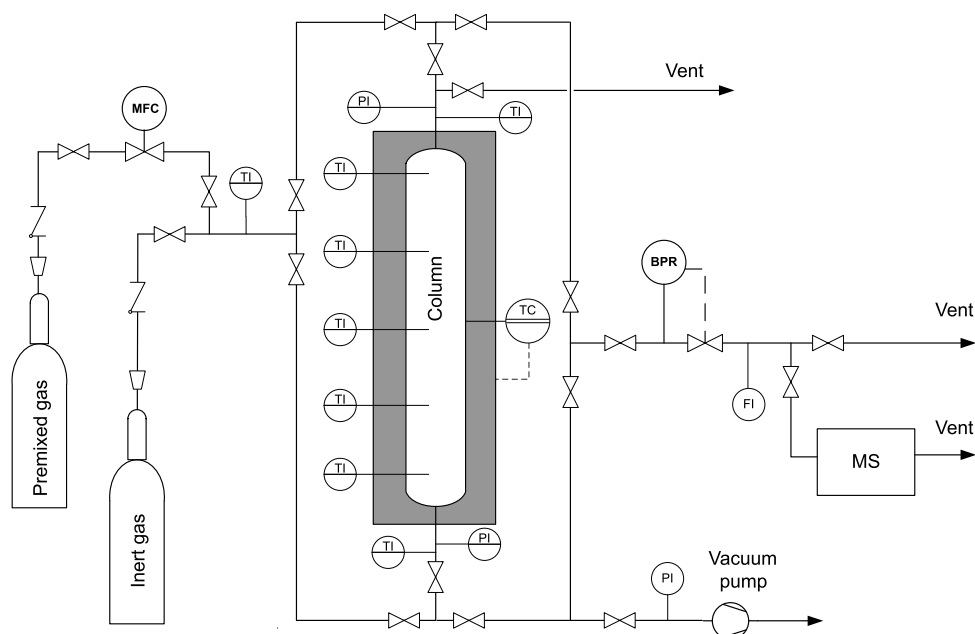 Vent
PI
MFC
TI
TI
TI
TI
BPR
Column
TC
Vent
TI
Premixed gas
TI
FI
Vent
MS
TI
Inert gas
TI
PI
Vacuum
pump
PI